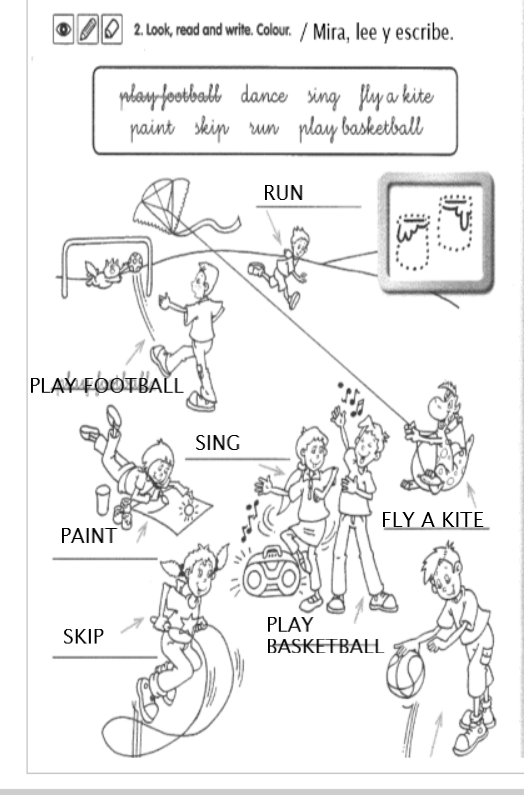 2. Look, read and write. Colour. / Mira, lee y escribe.
play football dance sing fly a kite
paint skip run play basketball
RUN
PLAY FOOTBALL
SING
FLY A KITE
PAINT
PLAY
BASKETBALL
SKIP